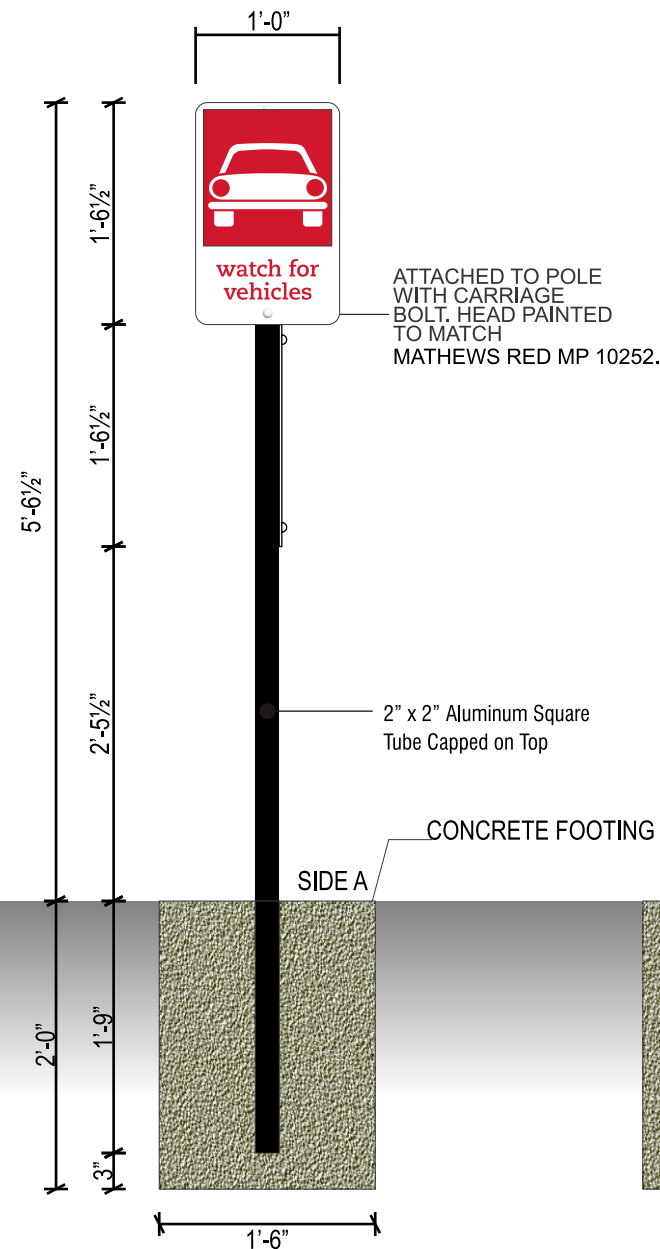 1’-0”
1’-6½”
watch for
vehicles
ATTACHED TO POLE
WITH CARRIAGE
BOLT. HEAD PAINTED
TO MATCH
MATHEWS RED MP 10252.
1’-6½”
5’-6½”
2’-5½”
2” x 2” Aluminum Square
Tube Capped on Top
CONCRETE FOOTING
SIDE A
2’-0”
1’-9”
3”
1’-6”